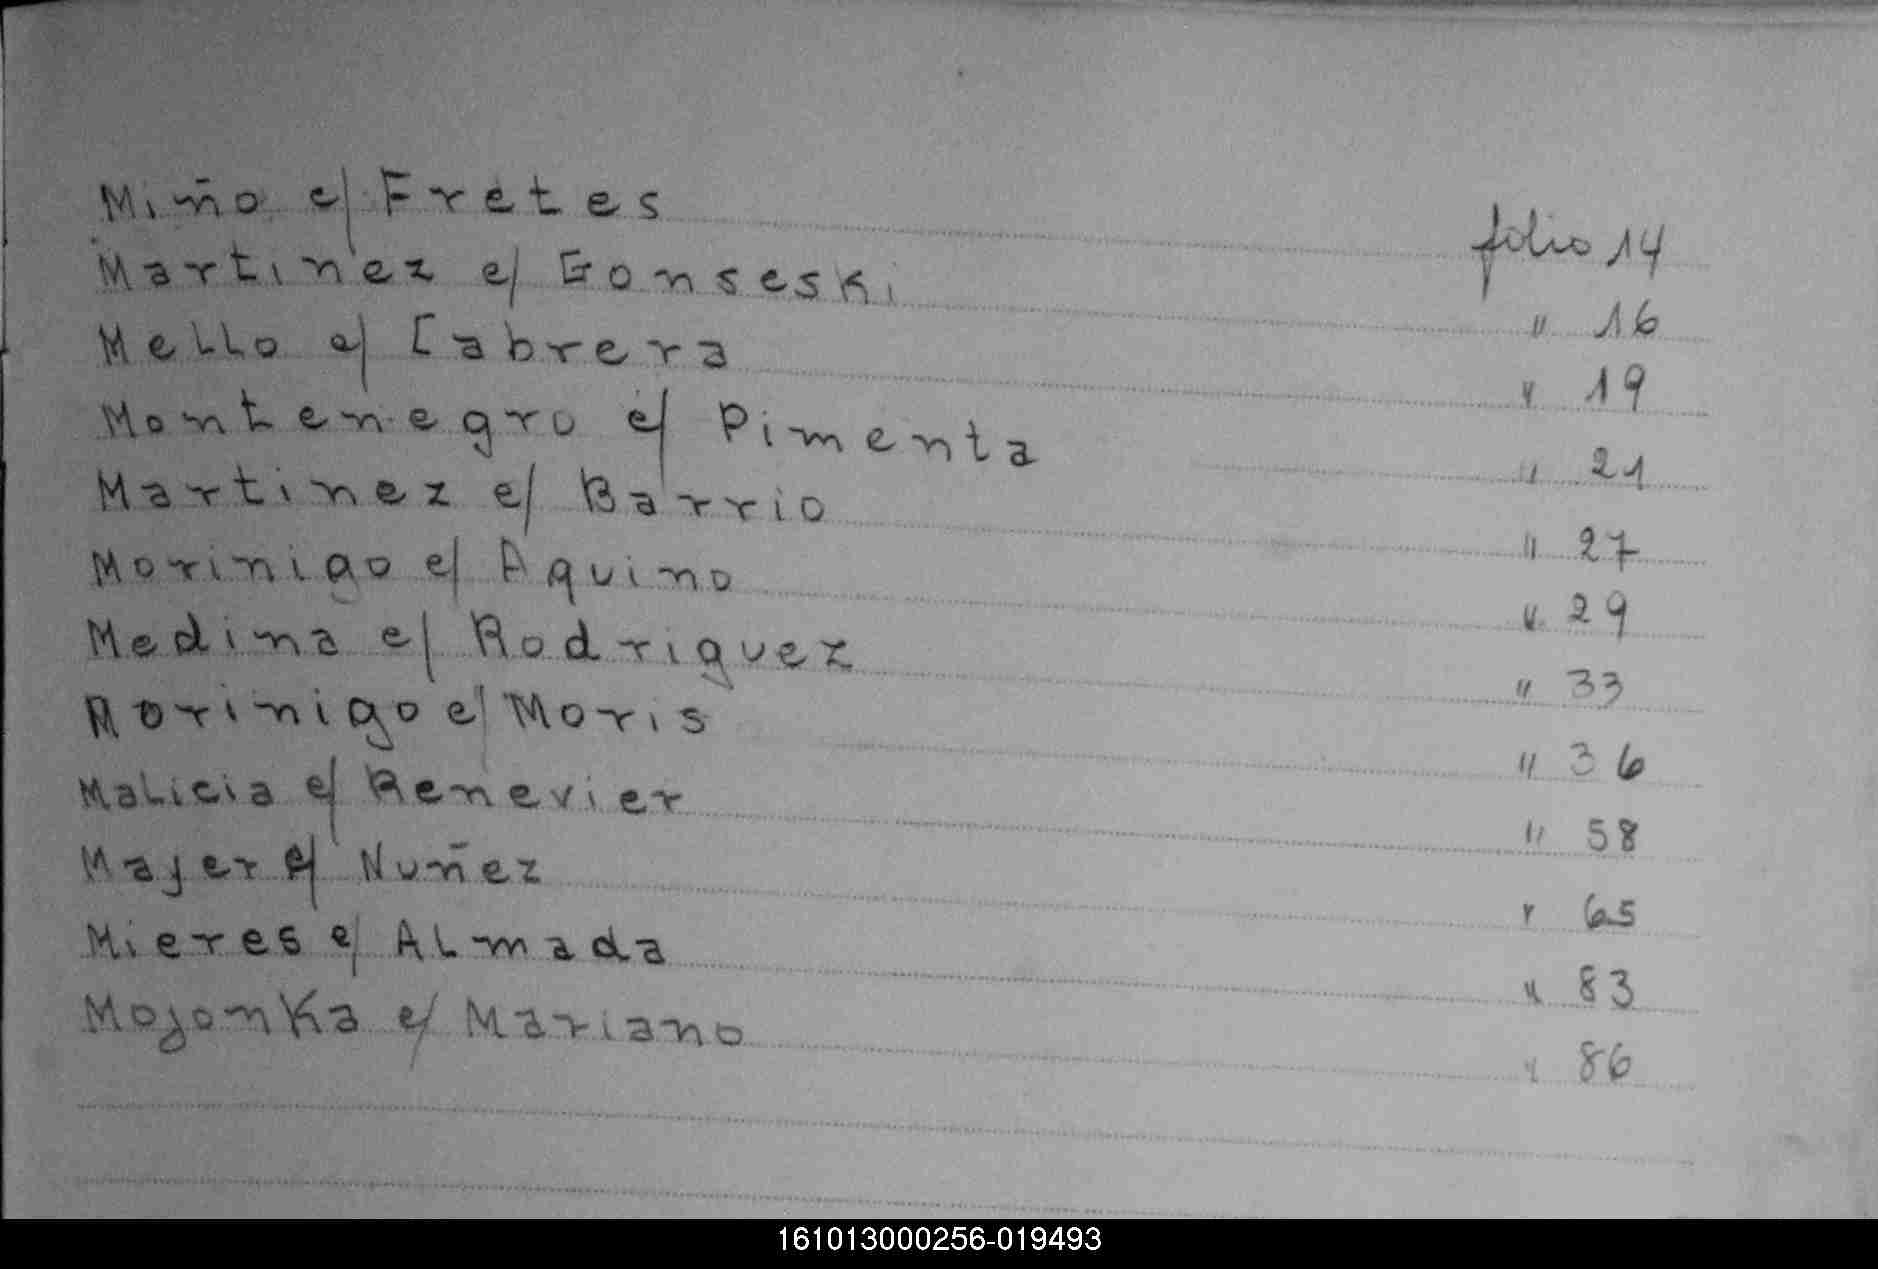 Miño c/ Fretes folio 14
Martinez c/ Gonseski " 16
Mello c/ Cabrera " 19
Montenegro c/ Pimenta " 21
Martinez c/ Barrio " 27
Morinigo c/ Aquino " 29
Medina c/ Rodriguez " 33
Morinigo c/ Moris " 36
Malicia c/ Renevier " 58
Majer c/ Nuñez " 65
Mieres c/ Almada " 83
MojonKa c/ Mariano " 86
161013000256-019493